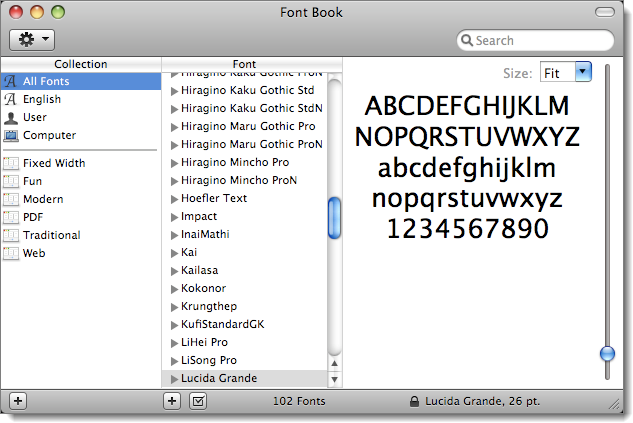 Font Book
Search
Collection
All Fonts
English
User
Computer
Fixed Width
Fun
Modern
PDF
Traditional
Web
Font
Hiragino Kaku Gothic ProN
Hiragino Kaku Gothic Std
Hiragino Kaku Gothic StdN
Hiragino Maru Gothic Pro
Hiragino Maru Gothic ProN
Hiragino Mincho Pro
Hiragino Mincho ProN
Hoefler Text
Impact
InaiMathi
Kai
Kailasa
Kokonor
Krungthep
KufiStandardGK
LiHei Pro
LiSong Pro
Lucida Grande
Size: Fit
ABCDEFGHIJKLM
NOPQRSTUVWXYZ
abcdefghijklm
nopqrstuvwxyz
1234567890
102 Fonts
Lucida Grande, 26 pt.